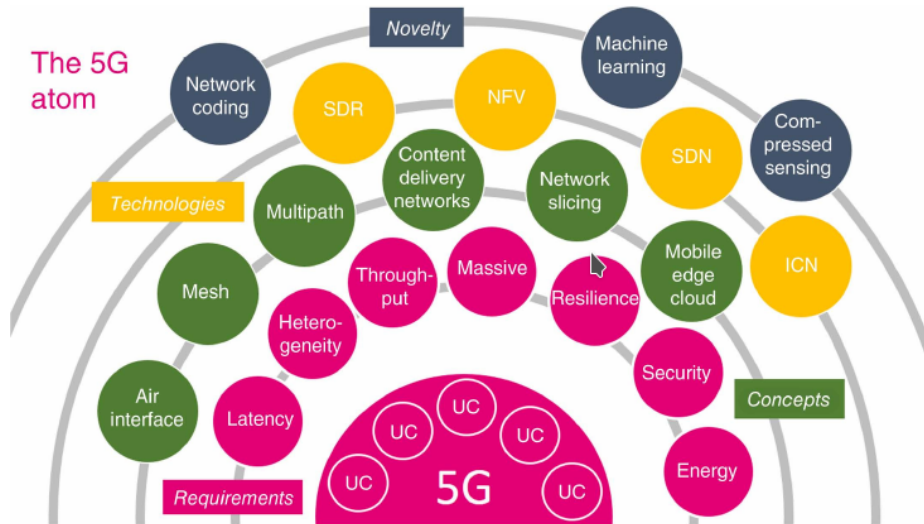 The 5G
atom
Novelty
Network
coding
Machine
learning
Com-
pressed
sensing
Technologies
SDR
NFV
SDN
ICN
Air
interface
Mesh
Multipath
Content
delivery
networks
Network
slicing
Mobile
edge
cloud
Concepts
Requirements
Latency
Hetero-
geneity
Through-
put
Massive
Resilience
Security
Energy
UC
UC
UC
UC
UC
5G